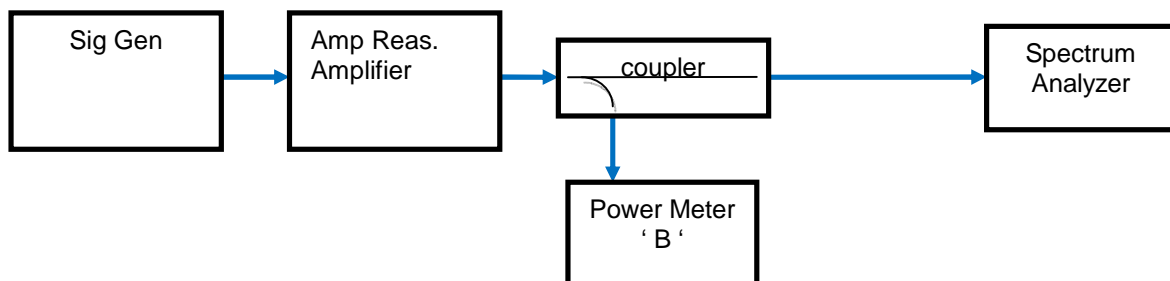 Sig Gen
Amp Reas.
Amplifier
coupler
Spectrum
Analyzer
Power Meter
‘ B ‘